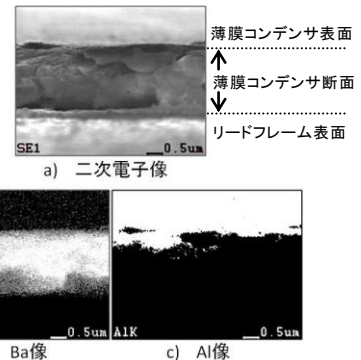 薄膜コンデンサ表面
薄膜コンデンサ断面
リードフレーム表面
SE1 0.5um
a) 二次電子像
0.5um
AlK 0.5um
Ba像
c) Al像